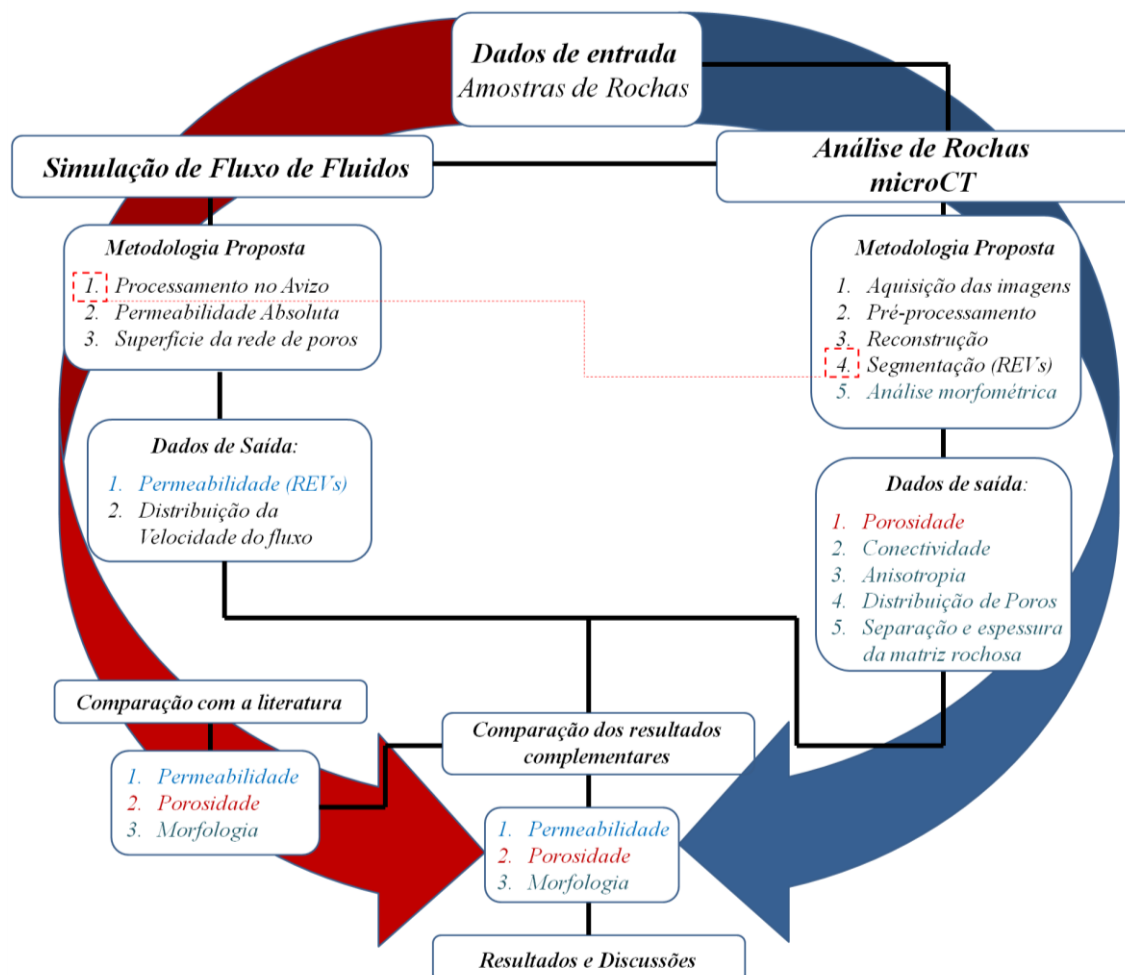 Dados de entrada
Amostras de Rochas
Simulação de Fluxo de Fluidos
Análise de Rochas
microCT
Metodologia Proposta
1. Processamento no Avizo
2. Permeabilidade Absoluta
3. Superfície da rede de poros
Metodologia Proposta
1. Aquisição das imagens
2. Pré-processamento
3. Reconstrução
4. Segmentação (REVs)
5. Análise morfométrica
Dados de Saída:
1. Permeabilidade (REVs)
2. Distribuição da
Velocidade do fluxo
Dados de saída:
1. Porosidade
2. Conectividade
3. Anisotropia
4. Distribuição de Poros
5. Separação e espessura
da matriz rochosa
Comparação com a literatura
1. Permeabilidade
2. Porosidade
3. Morfologia
Comparação dos resultados
complementares
1. Permeabilidade
2. Porosidade
3. Morfologia
Resultados e Discussões